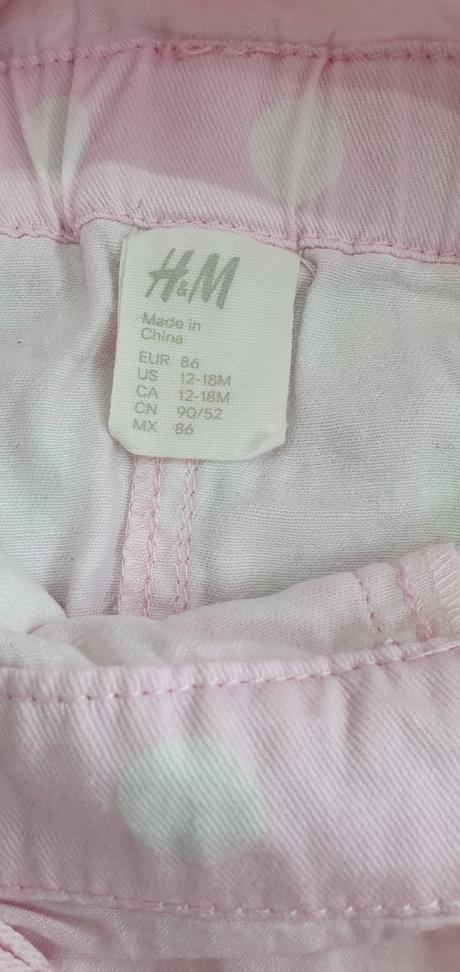 H&M
Made in
China
EUR 86
US 12-18M
CA 12-18M
CN 90/52
MX 86